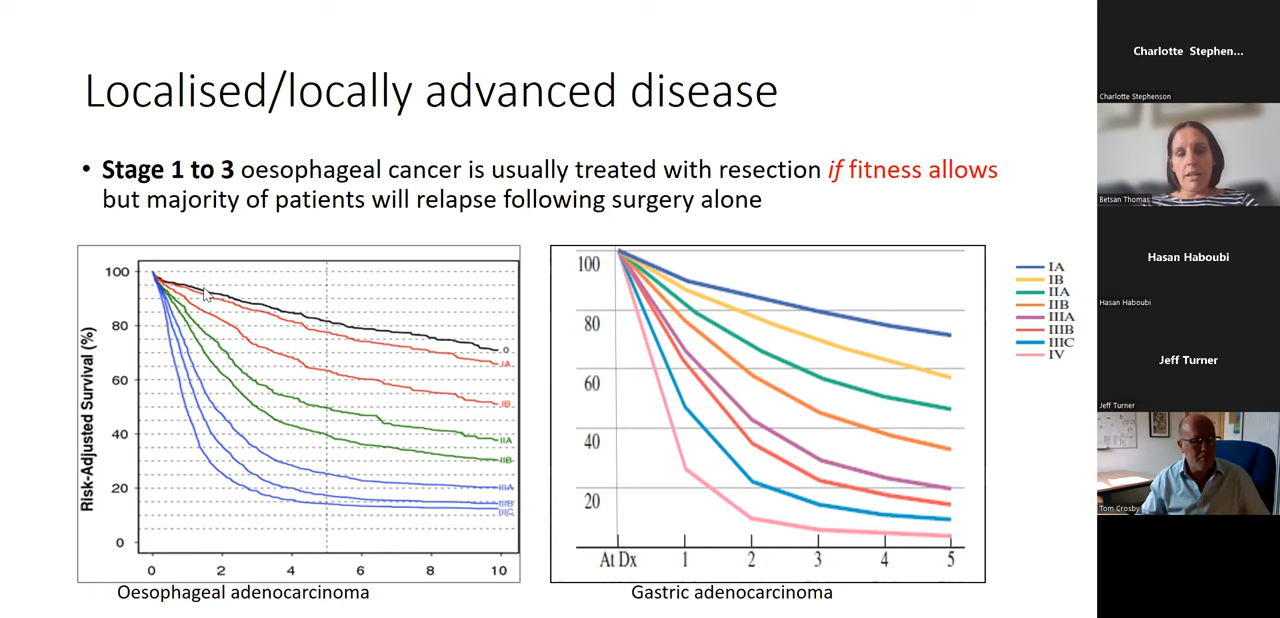 Localised/locally advanced disease
• Stage 1 to 3 oesophageal cancer is usually treated with resection if fitness allows
but majority of patients will relapse following surgery alone
Risk-Adjusted Survival (%)
100
80
60
40
20
0
0
IA
IB
IIA
IIB
IIIA
IIIB
IIIC
0 2 4 6 8 10
Oesophageal adenocarcinoma
100
80
60
40
20
At Dx 1 2 3 4 5
Gastric adenocarcinoma
IA
IB
IIA
IIB
IIIA
IIIB
IIIC
IV
Charlotte Stephen...
Charlotte Stephenson
Betsan Thomas
Hasan Haboubi
Hasan Haboubi
Jeff Turner
Jeff Turner
Tom Crosby